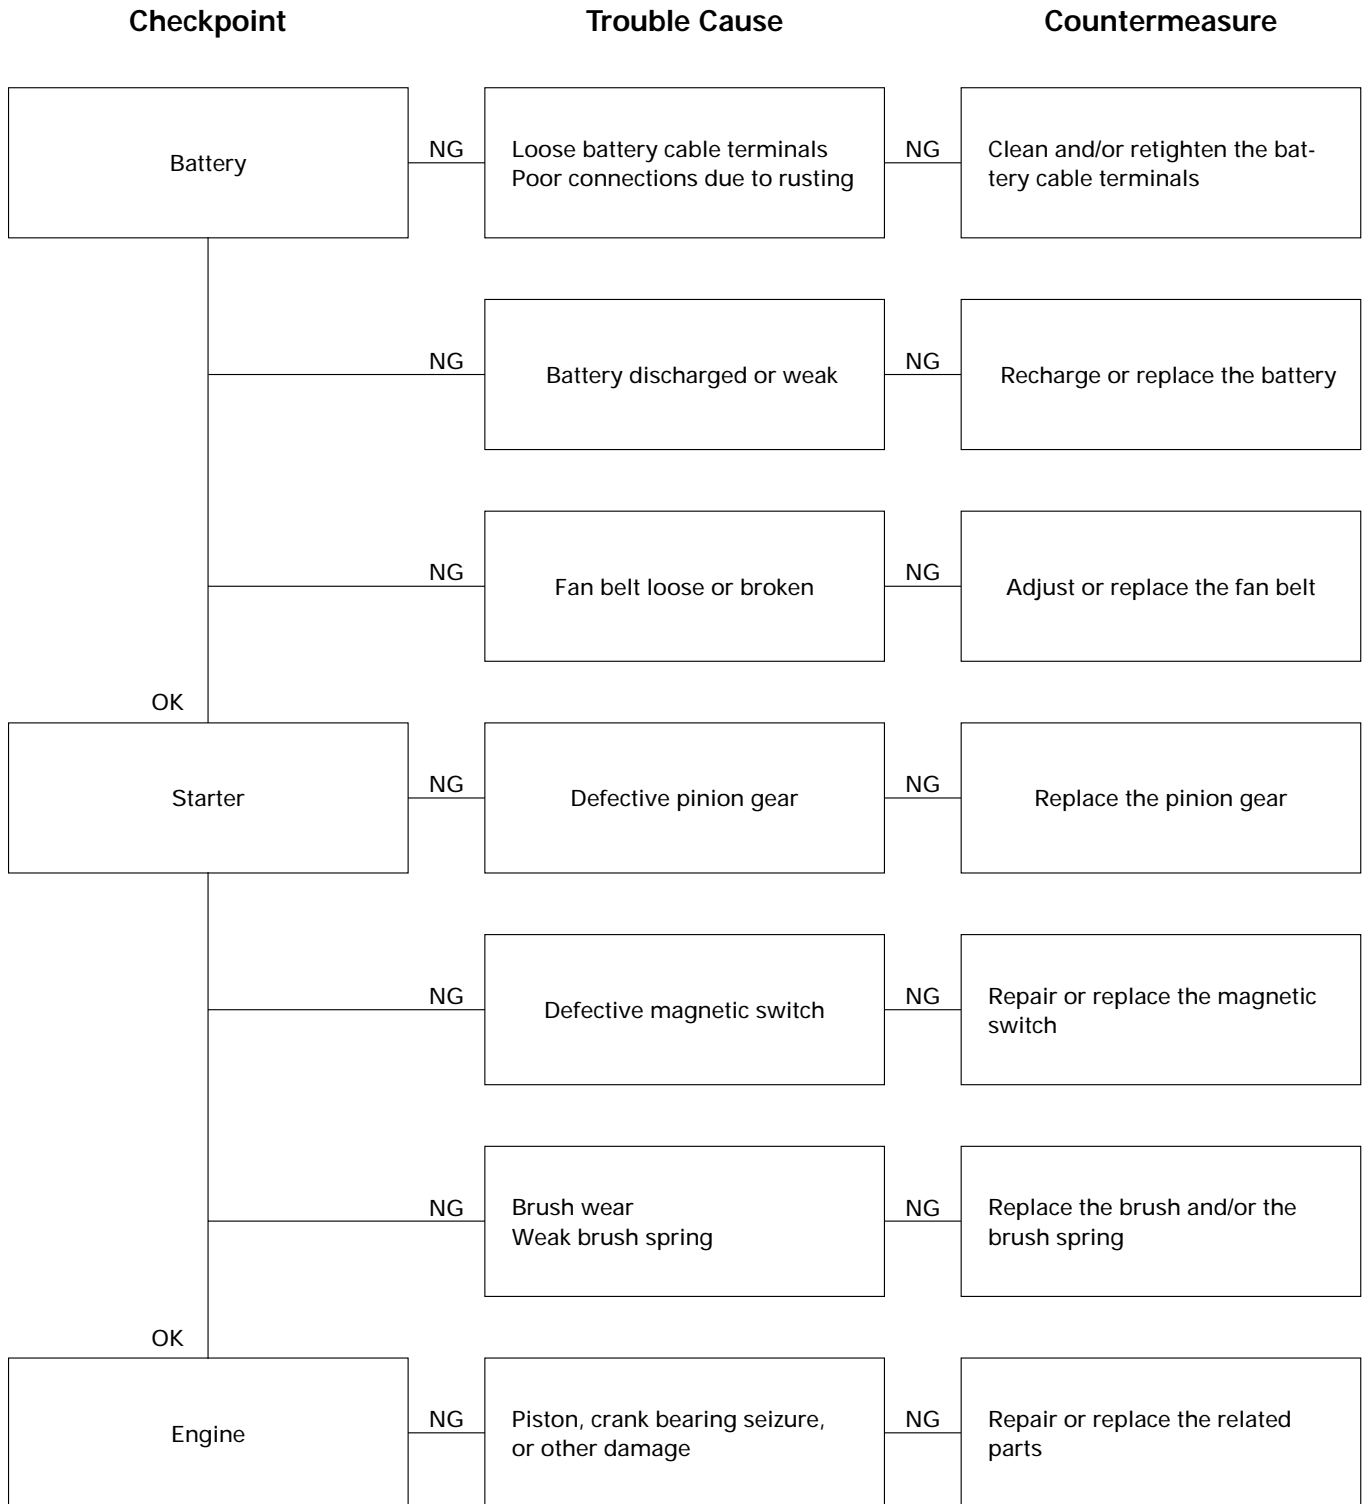 Checkpoint
Trouble Cause
Countermeasure
Battery
NG
Loose battery cable terminals
Poor connections due to rusting
NG
Clean and/or retighten the bat-
tery cable terminals
NG
Battery discharged or weak
NG
Recharge or replace the battery
NG
Fan belt loose or broken
NG
Adjust or replace the fan belt
OK
Starter
NG
Defective pinion gear
NG
Replace the pinion gear
NG
Defective magnetic switch
NG
Repair or replace the magnetic
switch
NG
Brush wear
Weak brush spring
NG
Replace the brush and/or the
brush spring
OK
Engine
NG
Piston, crank bearing seizure,
or other damage
NG
Repair or replace the related
parts